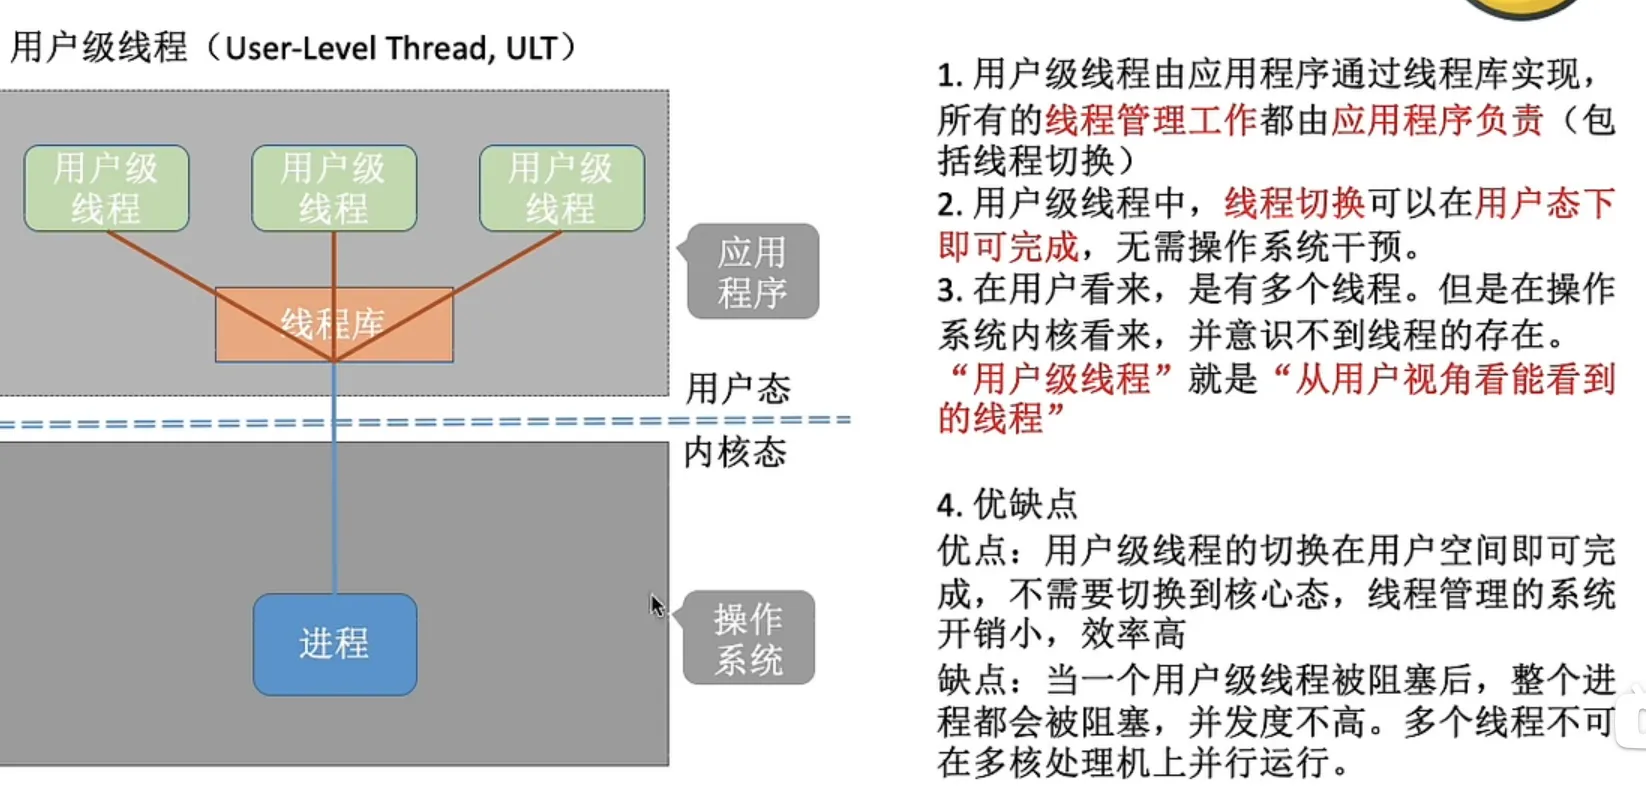 用户级线程（User-Level Thread, ULT）
用户级
线程
用户级
线程
用户级
线程
线程库
应用
程序
用户态
内核态
进程
操作
系统
1. 用户级线程由应用程序通过线程库实现，
所有的线程管理工作都由应用程序负责（包
括线程切换）
2. 用户级线程中，线程切换可以在用户态下
即可完成，无需操作系统干预。
3. 在用户看来，是有多个线程。但是在操作
系统内核看来，并意识不到线程的存在。
“用户级线程”就是“从用户视角看能看到
的线程”
4. 优缺点
优点：用户级线程的切换在用户空间即可完
成，不需要切换到核心态，线程管理的系统
开销小，效率高
缺点：当一个用户级线程被阻塞后，整个进
程都会被阻塞，并发度不高。多个线程不可
在多核处理机上并行运行。